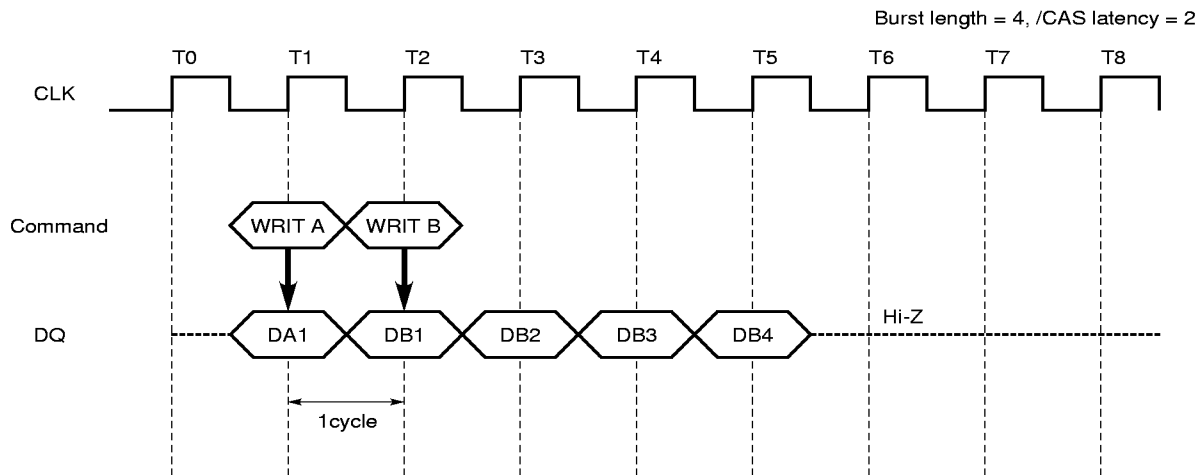 Burst length = 4, /CAS latency = 2
T0 T1 T2 T3 T4 T5 T6 T7 T8
CLK
Command WRIT A WRIT B
DQ DA1 DB1 DB2 DB3 DB4 Hi-Z
1cycle